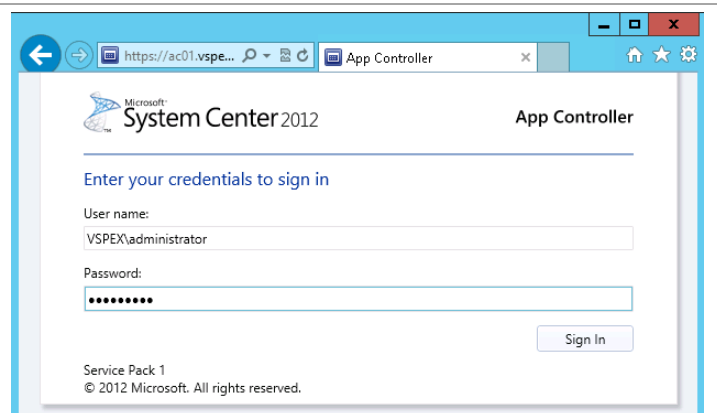 https://ac01.vspe...
App Controller
Microsoft
System Center 2012
App Controller
Enter your credentials to sign in
User name:
VSPEX\administrator
Password:
•••••••••
Sign In
Service Pack 1
© 2012 Microsoft. All rights reserved.